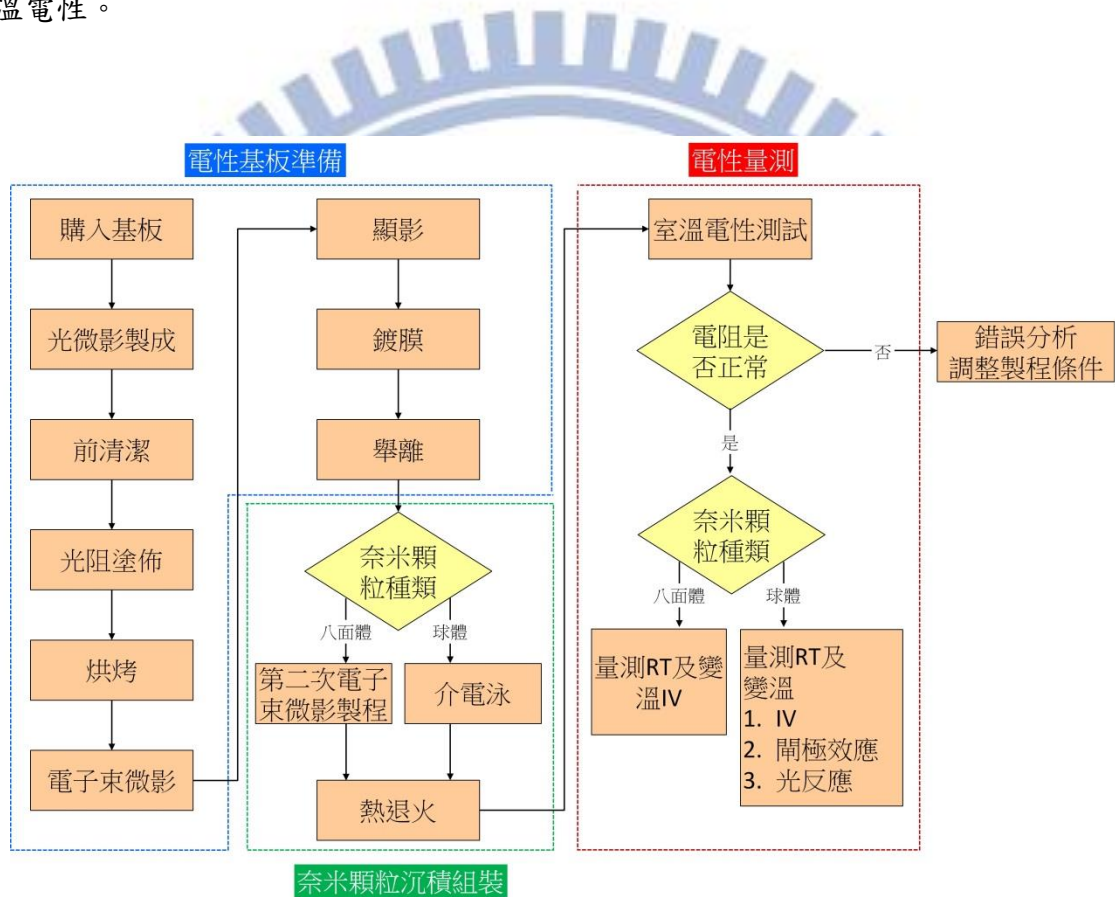 溫電性。
電性基板準備
購入基板
光微影製成
前清潔
光阻塗佈
烘烤
電子束微影
顯影
鍍膜
舉離
奈米顆
粒種類
八面體
球體
第二次電子
束微影製程
介電泳
熱退火
奈米顆粒沉積組裝
電性量測
室溫電性測試
電阻是
否正常
否
錯誤分析
調整製程條件
是
奈米顆
粒種類
八面體
球體
量測RT及變
溫IV
量測RT及
變溫
1. IV
2. 閘極效應
3. 光反應